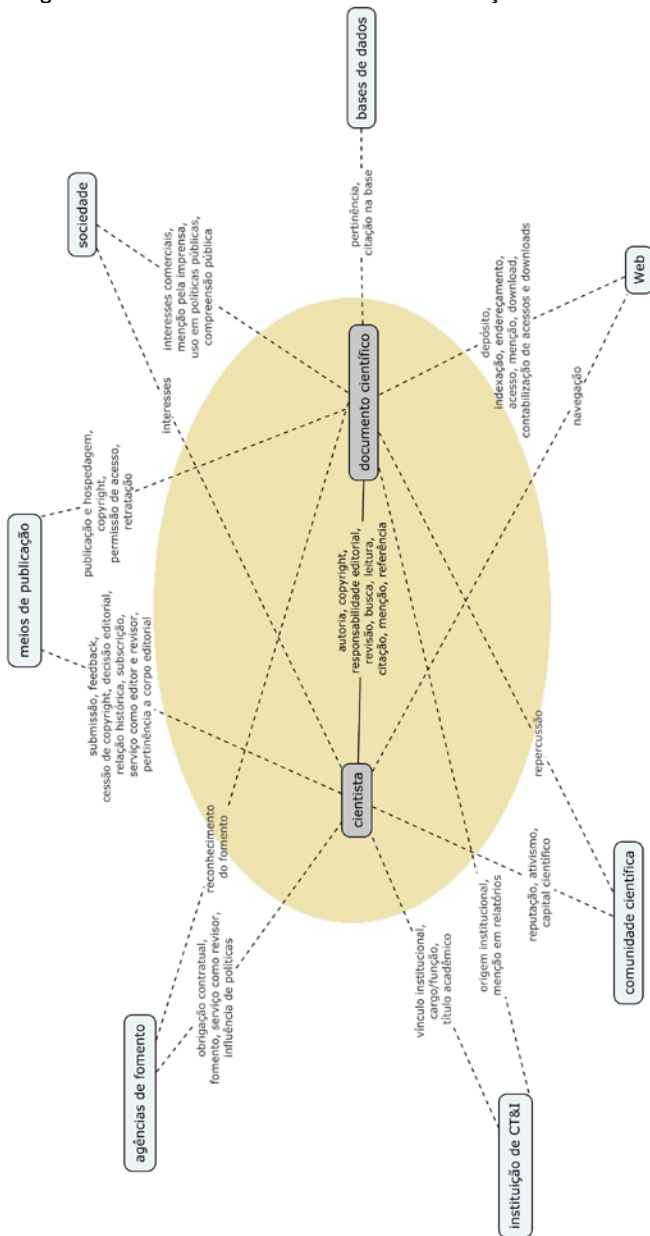 meios de publicação
sociedade
agências de fomento
submissão, feedback,
cessão de copyright, decisão editorial,
relação histórica, subscrição,
serviço como editor e revisor,
pertinência a corpo editorial
publicação e hospedagem,
copyright,
permissão de acesso,
retratação
interesses
interesses comerciais,
menção pela imprensa,
uso em políticas públicas,
compreensão pública
obrigação contratual,
fomento, serviço como revisor,
influência de políticas
reconhecimento
do fomento
cientista
autoria, copyright,
responsabilidade editorial,
revisão, busca, leitura,
citação, menção, referência
documento científico
pertinência,
citação na base
bases de dados
vínculo institucional,
cargo/função,
título acadêmico
origem institucional,
menção em relatórios
reputação, ativismo,
capital científico
repercussão
depósito,
indexação, endereçamento,
acesso, menção, download,
contabilização de acessos e downloads
navegação
instituição de CT&I
comunidade científica
Web